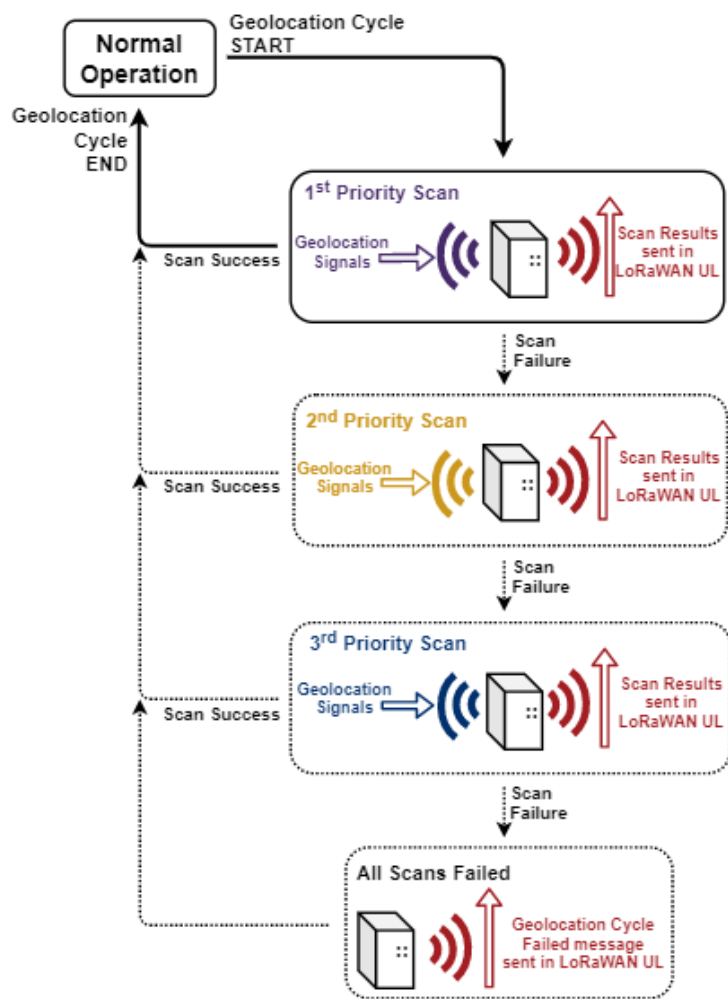 Normal
Operation
Geolocation Cycle
START
Geolocation
Cycle
END
1st Priority Scan
Geolocation
Signals
Scan Results
sent in
LoRaWAN UL
Scan Success
Scan
Failure
2nd Priority Scan
Geolocation
Signals
Scan Results
sent in
LoRaWAN UL
Scan Success
Scan
Failure
3rd Priority Scan
Geolocation
Signals
Scan Results
sent in
LoRaWAN UL
Scan Success
Scan
Failure
All Scans Failed
Geolocation Cycle
Failed message
sent in LoRaWAN UL